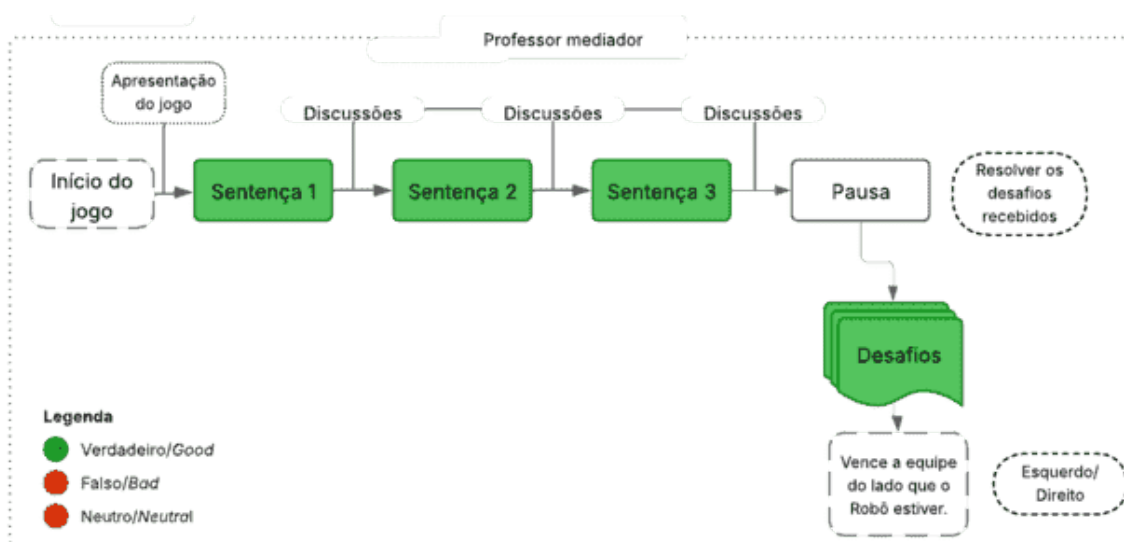 Professor mediador
Apresentação
do jogo
Discussões
Discussões
Discussões
Início do
jogo
Sentença 1
Sentença 2
Sentença 3
Pausa
Resolver os
desafios
recebidos
Desafios
Legenda
Verdadeiro/Good
Falso/Bad
Neutro/Neutral
Vence a equipe
do lado que o
Robô estiver.
Esquerdo/
Direito